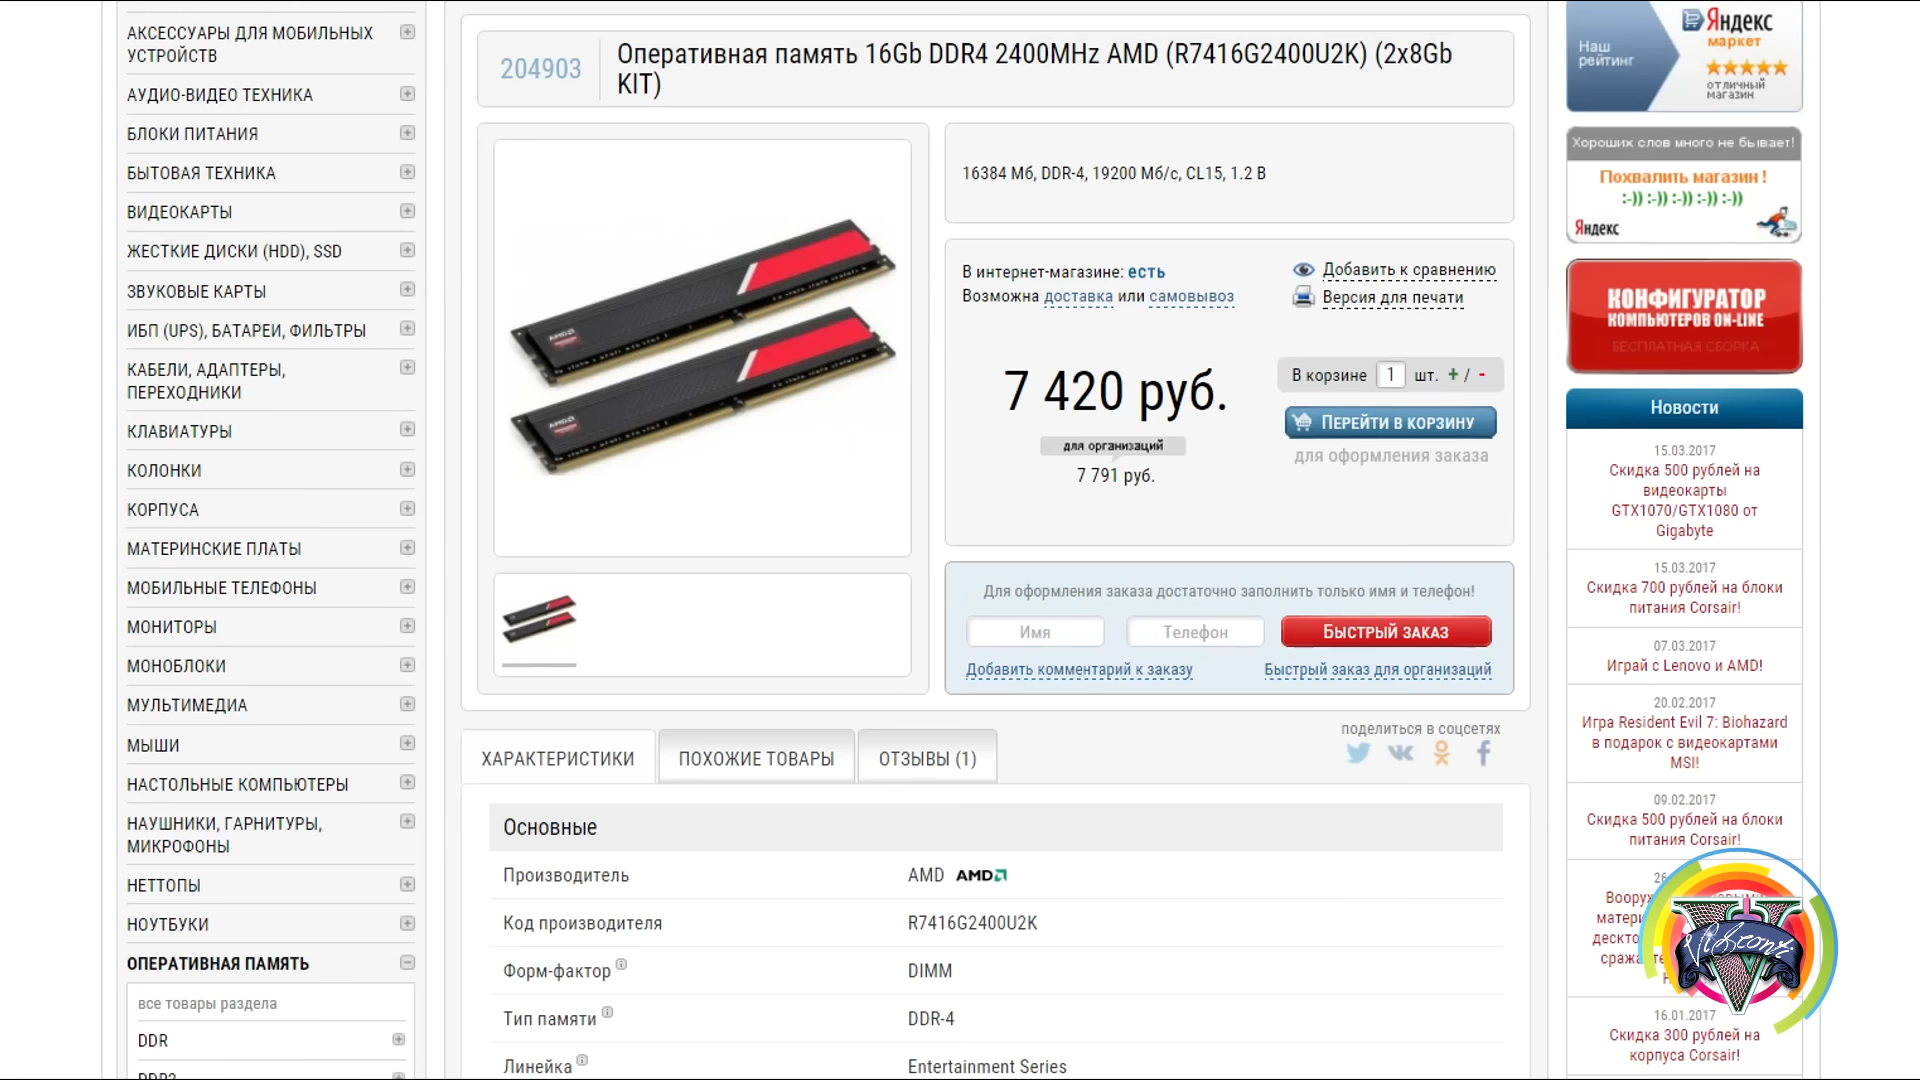 АКСЕССУАРЫ ДЛЯ МОБИЛЬНЫХ
УСТРОЙСТВ
АУДИО-ВИДЕО ТЕХНИКА
БЛОКИ ПИТАНИЯ
БЫТОВАЯ ТЕХНИКА
ВИДЕОКАРТЫ
ЖЕСТКИЕ ДИСКИ (HDD), SSD
ЗВУКОВЫЕ КАРТЫ
ИБП (UPS), БАТАРЕИ, ФИЛЬТРЫ
КАБЕЛИ, АДАПТЕРЫ,
ПЕРЕХОДНИКИ
КЛАВИАТУРЫ
КОЛОНКИ
КОРПУСА
МАТЕРИНСКИЕ ПЛАТЫ
МОБИЛЬНЫЕ ТЕЛЕФОНЫ
МОНИТОРЫ
МОНОБЛОКИ
МУЛЬТИМЕДИА
МЫШИ
НАСТОЛЬНЫЕ КОМПЬЮТЕРЫ
НАУШНИКИ, ГАРНИТУРЫ,
МИКРОФОНЫ
НЕТТОПЫ
НОУТБУКИ
ОПЕРАТИВНАЯ ПАМЯТЬ
все товары раздела
DDR
DDR2
204903
Оперативная память 16Gb DDR4 2400MHz AMD (R7416G2400U2K) (2x8Gb
KIT)
AMD
AMD
16384 Мб, DDR-4, 19200 Мб/с, CL15, 1.2 В
В интернет-магазине: есть
Возможна доставка или самовывоз
Добавить к сравнению
Версия для печати
7 420 руб.
для организаций
7 791 руб.
В корзине 1 шт. + / -
ПЕРЕЙТИ В КОРЗИНУ
для оформления заказа
Для оформления заказа достаточно заполнить только имя и телефон!
Имя
Телефон
БЫСТРЫЙ ЗАКАЗ
Добавить комментарий к заказу
Быстрый заказ для организаций
поделиться в соцсетях
ХАРАКТЕРИСТИКИ
ПОХОЖИЕ ТОВАРЫ
ОТЗЫВЫ (1)
Основные
Производитель AMD AMD
Код производителя R7416G2400U2K
Форм-фактор DIMM
Тип памяти DDR-4
Линейка Entertainment Series
Наш
рейтинг
Яндекс
маркет
отличный
магазин
Хороших слов много не бывает!
Похвалить магазин !
:-)) :-)) :-)) :-)) :-))
Яндекс
КОНФИГУРАТОР
КОМПЬЮТЕРОВ ON-LINE
БЕСПЛАТНАЯ СБОРКА
Новости
15.03.2017
Скидка 500 рублей на
видеокарты
GTX1070/GTX1080 от
Gigabyte
15.03.2017
Скидка 700 рублей на блоки
питания Corsair!
07.03.2017
Играй с Lenovo и AMD!
20.02.2017
Игра Resident Evil 7: Biohazard
в подарок с видеокартами
MSI!
09.02.2017
Скидка 500 рублей на блоки
питания Corsair!
Visconti
16.01.2017
Скидка 300 рублей на
корпуса Corsair!